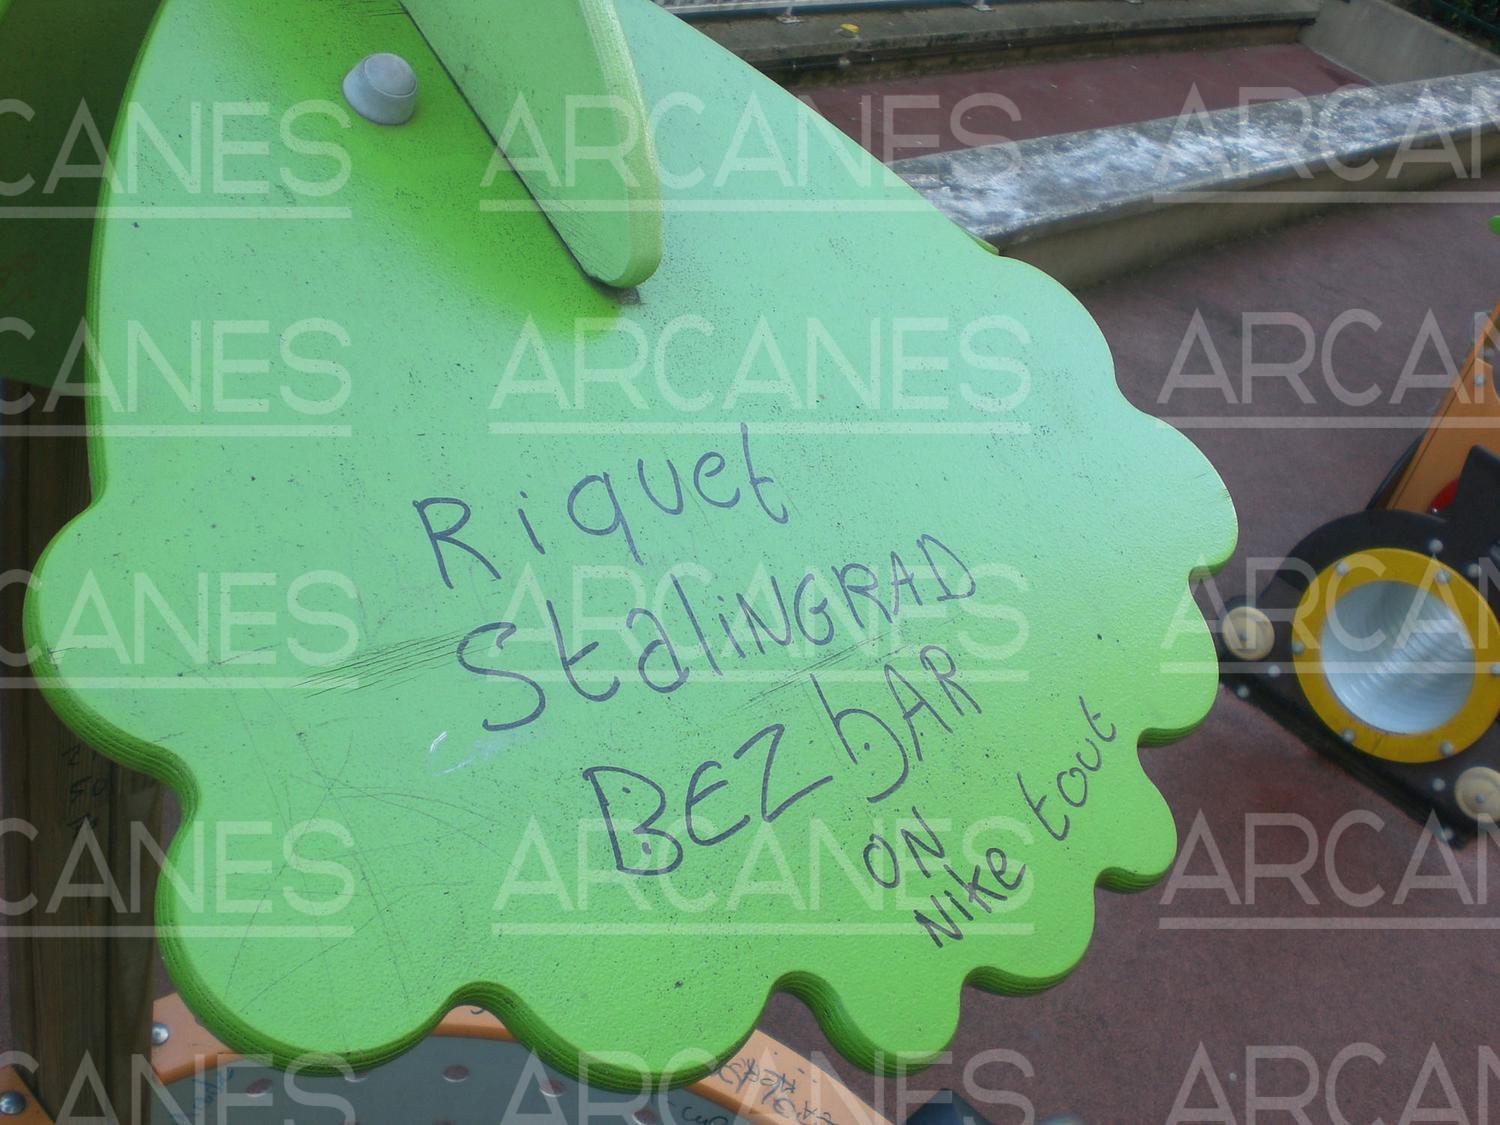 Riquet
StaliNGRAD
BEZbAR
ON
Nike tout
ARCANES